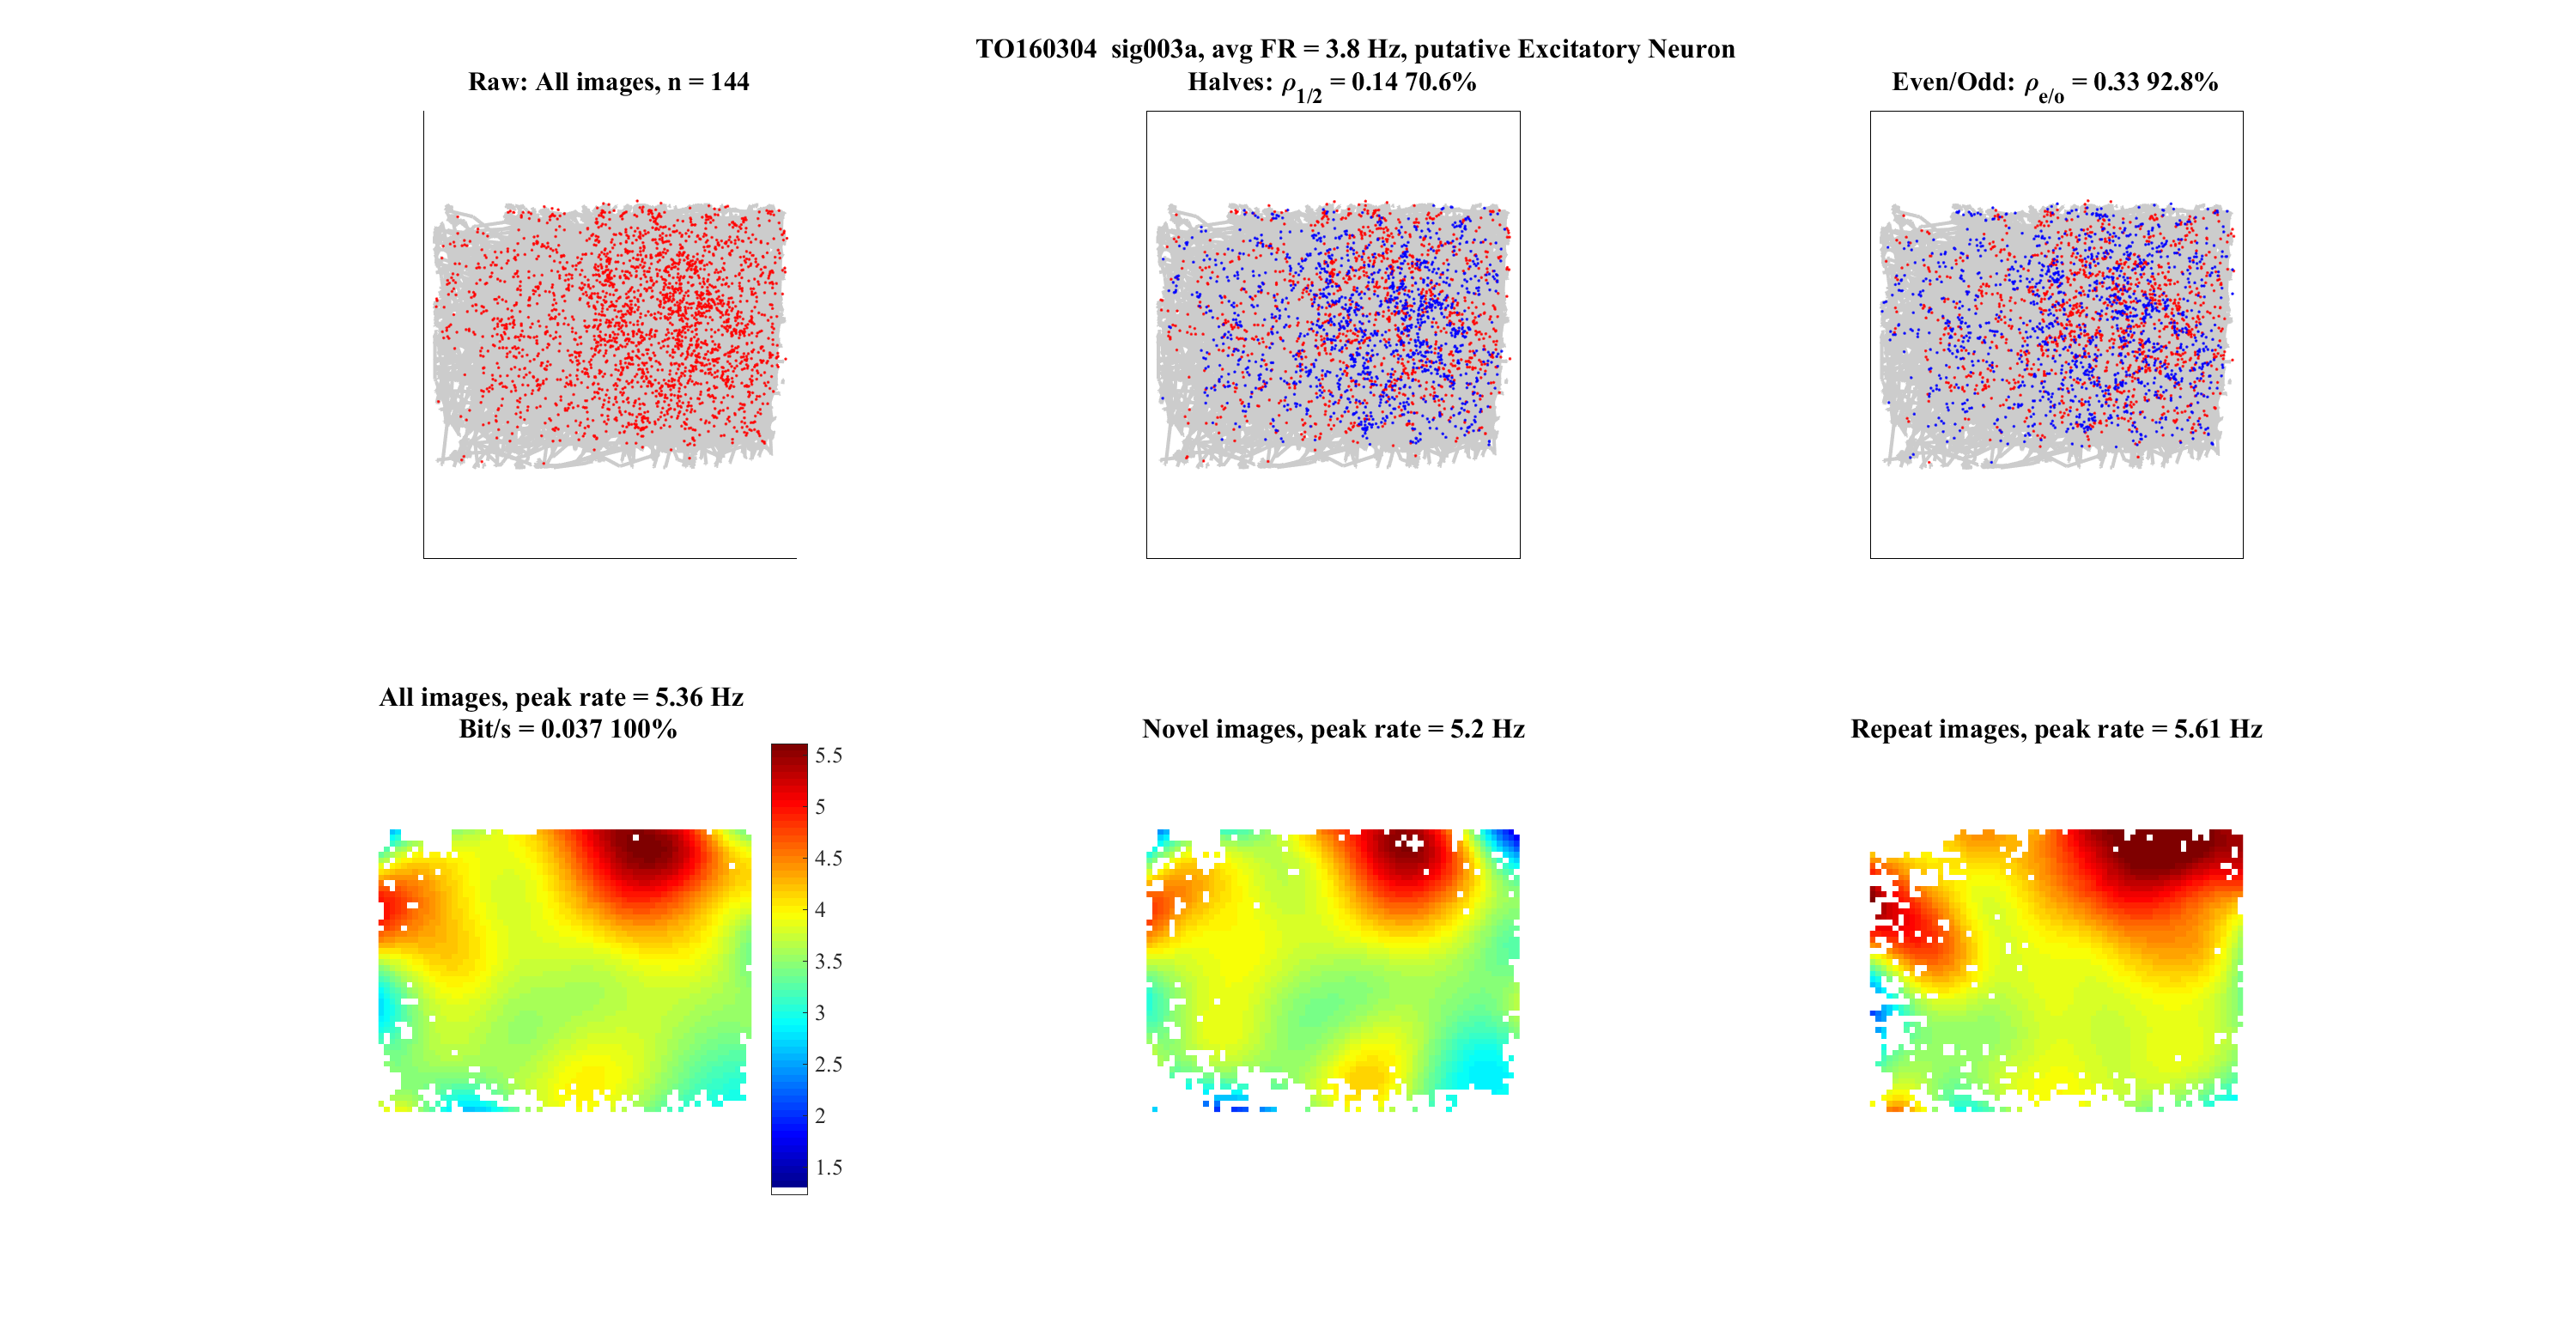 TO160304  sig003a, avg FR = 3.8 Hz, putative Excitatory Neuron
Raw: All images, n = 144
Halves: ρ1/2 = 0.14 70.6%
Even/Odd: ρe/o = 0.33 92.8%
All images, peak rate = 5.36 Hz
Bit/s = 0.037 100%
5.5
5
4.5
4
3.5
3
2.5
2
1.5
Novel images, peak rate = 5.2 Hz
Repeat images, peak rate = 5.61 Hz